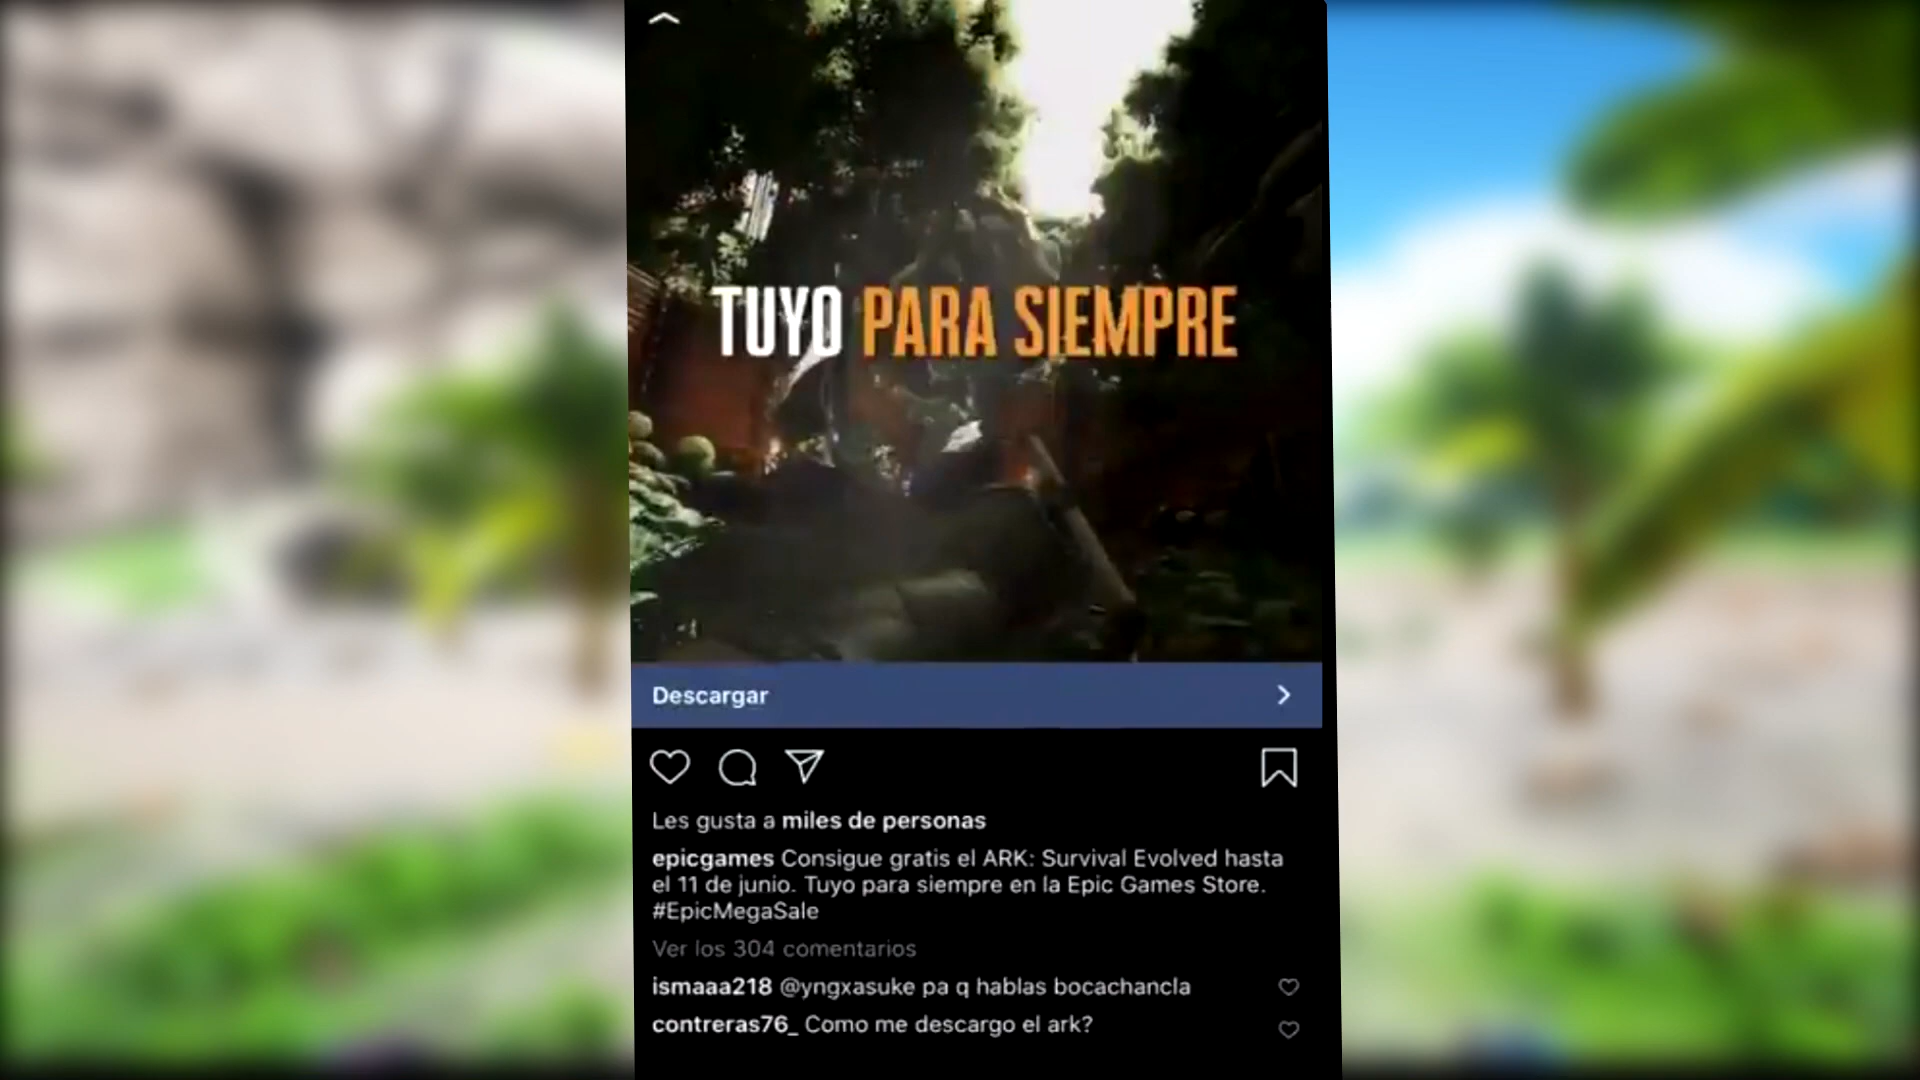 TUYO PARA SIEMPRE
Descargar
Les gusta a miles de personas
epicgames Consigue gratis el ARK: Survival Evolved hasta
el 11 de junio. Tuyo para siempre en la Epic Games Store.
#EpicMegaSale
Ver los 304 comentarios
ismaaa218 @yngxasuke pa q hablas bocachancla
contreras76_ Como me descargo el ark?